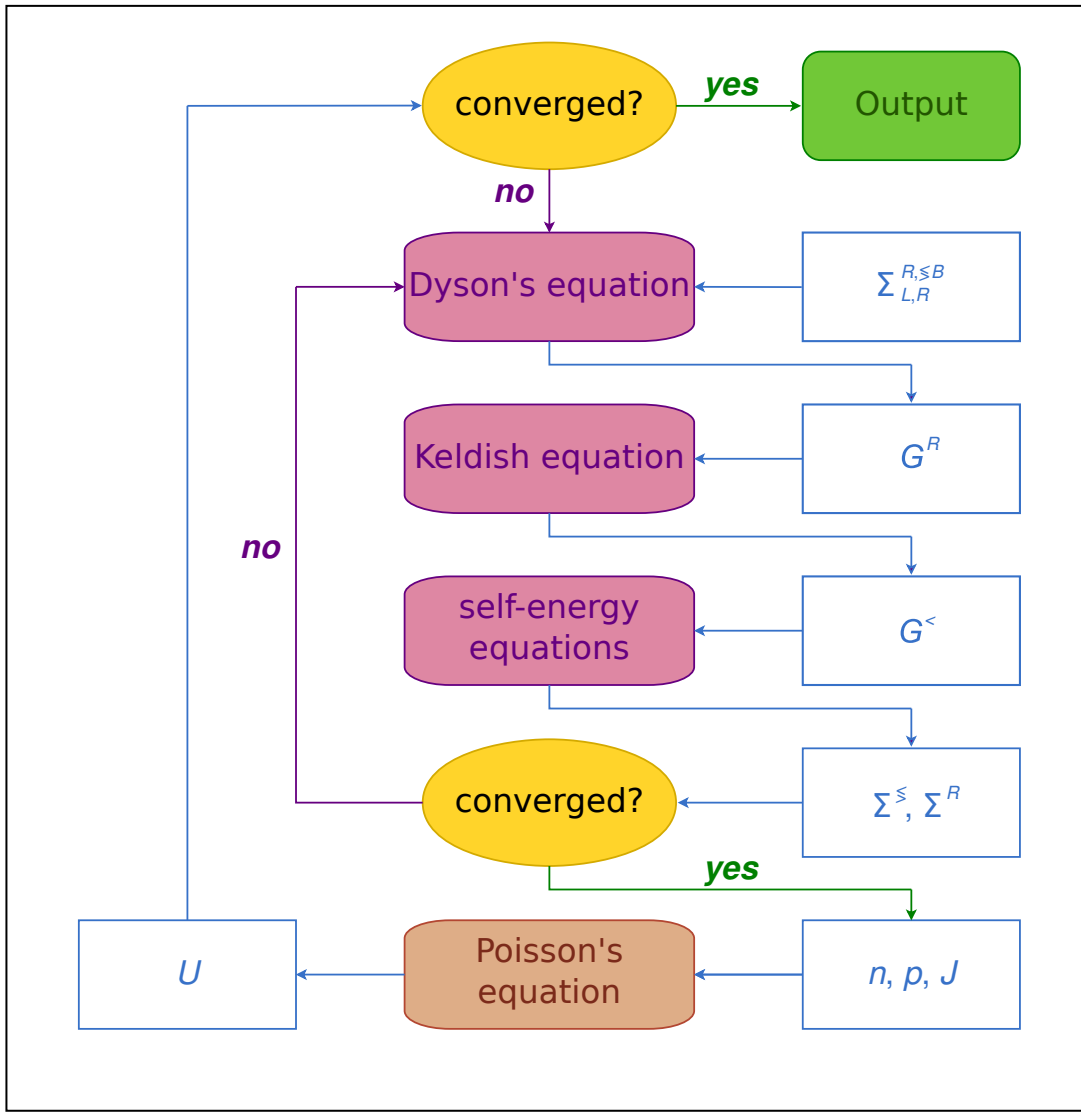 converged?
yes
Output
no
Dyson's equation
Σ R,≶B L,R
Keldish equation
G R
no
self-energy
equations
G <
converged?
Σ ≶, Σ R
yes
U
Poisson's
equation
n, p, J